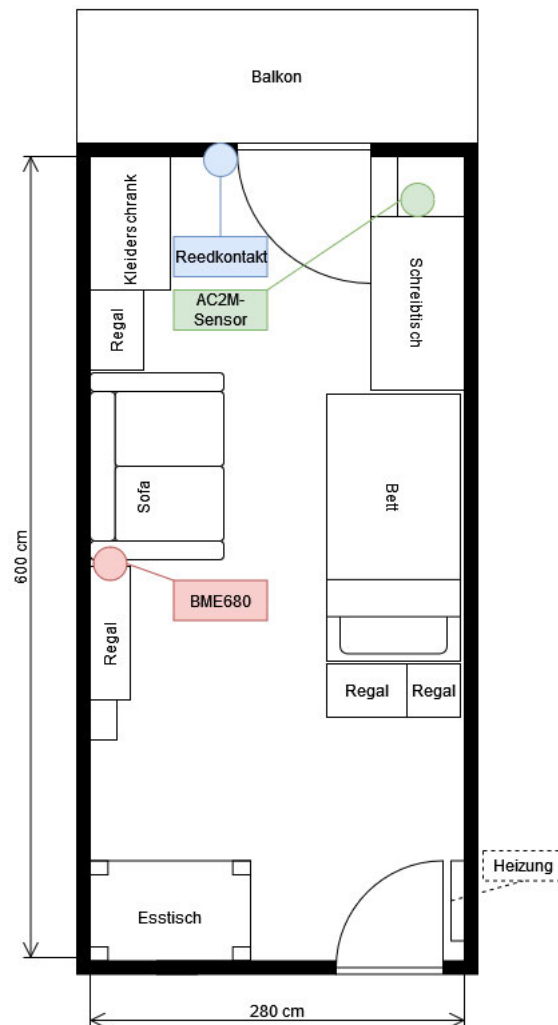 Balkon
Kleiderschrank
Reedkontakt
AC2M-
Sensor
Schreibtisch
Regal
Sofa
Bett
600 cm
BME680
Regal
Regal
Regal
Heizung
Esstisch
280 cm